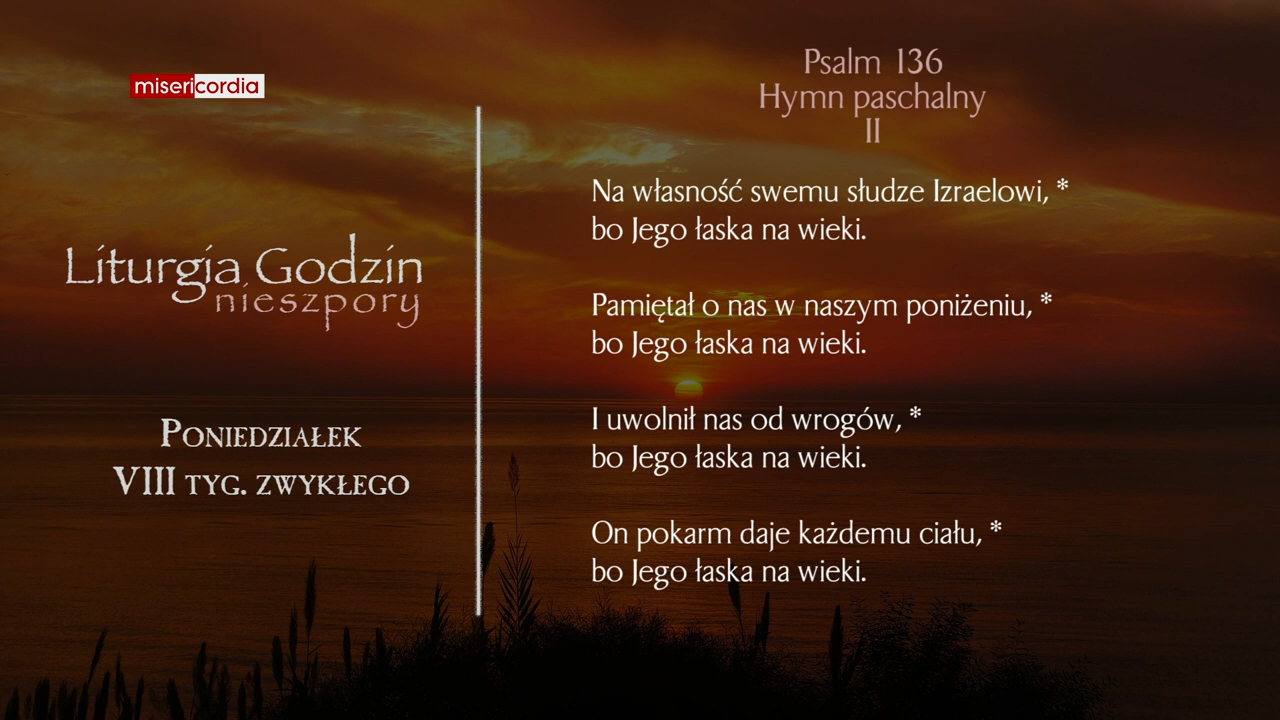 misericordia
Liturgia Godzin
nieszpory
Poniedziałek
VIII tyg. zwykłego
Psalm 136
Hymn paschalny
II
Na własność swemu słudze Izraelowi, *
bo Jego łaska na wieki.
Pamiętał o nas w naszym poniżeniu, *
bo Jego łaska na wieki.
I uwolnił nas od wrogów, *
bo Jego łaska na wieki.
On pokarm daje każdemu ciału, *
bo Jego łaska na wieki.